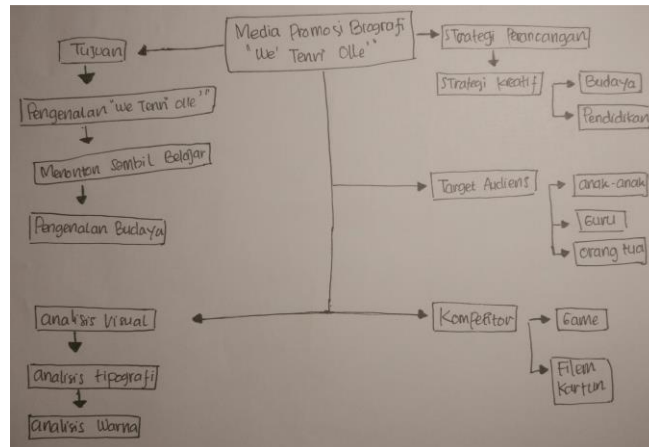 Media Promosi Biografi
"We' Tenri Olle"
Tujuan
Pengenalan "we Tenri Olle"
Menonton Sambil Belajar
Pengenalan Budaya
Strategi Perancangan
Strategi kreatif
Budaya
Pendidikan
Target Audiens
anak-anak
Guru
orang tua
analisis Visual
analisis tipografi
analisis Warna
Kompetitor
Game
Filem
kartun